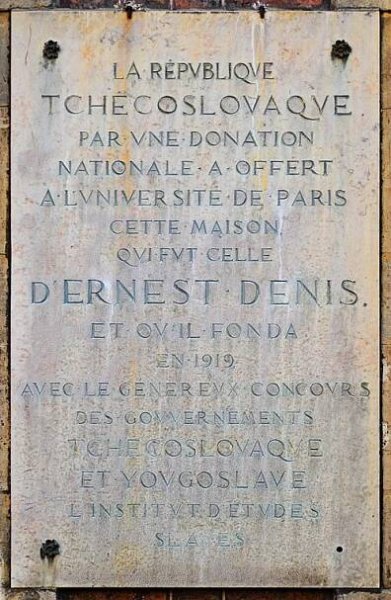 LA RÉPVBLIQVE
TCHÉCOSLOVAQVE
PAR·VNE·DONATION
NATIONALE·A·OFFERT
A·L'VNIVERSITÉ·DE·PARIS
CETTE·MAISON,
QVI FVT CELLE
D'ERNEST·DENIS.
ET·QV'IL·FONDA
EN·1919
AVEC·LE·GÉNÉREVX·CONCOVRS
DES·GOVVERNEMENTS
TCHÉCOSLOVAQVE
ET YOVGOSLAVE
L'INSTITVT·D'ÉTVDES
SLAVES